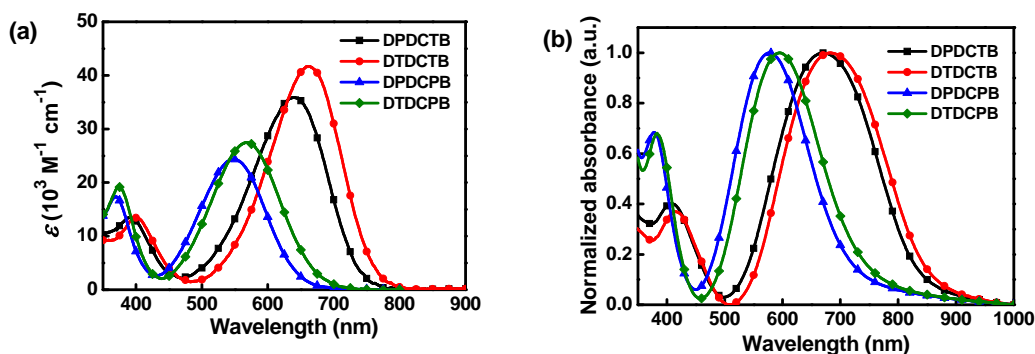 (a)
50
40
30
20
10
0
ε (10³ M⁻¹ cm⁻¹)
400 500 600 700 800 900
Wavelength (nm)
DPDCTB
DTDCTB
DPDCPB
DTDCPB
(b)
1.0
0.8
0.6
0.4
0.2
0.0
Normalized absorbance (a.u.)
400 500 600 700 800 900 1000
Wavelength (nm)
DPDCTB
DTDCTB
DPDCPB
DTDCPB